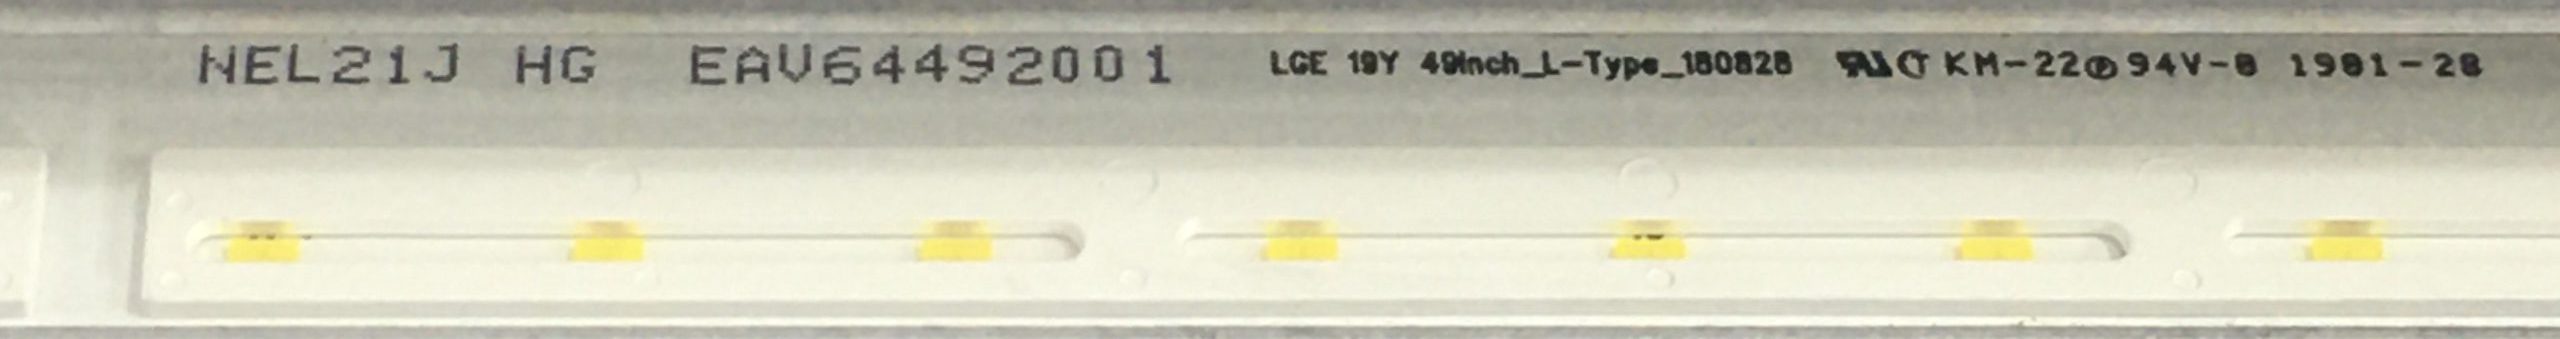 NEL21J HG EAV64492001 LGE 19Y 49inch_L-Type_180828 KM-22 94V-0 1901-28